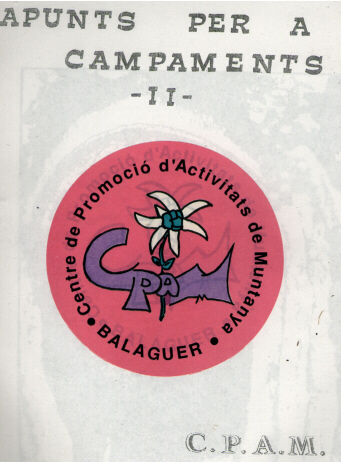 APUNTS PER A
CAMPAMENTS
-II-
Centre de Promoció d'Activitats de Muntanya
CPAM
• BALAGUER •
C.P.A.M.